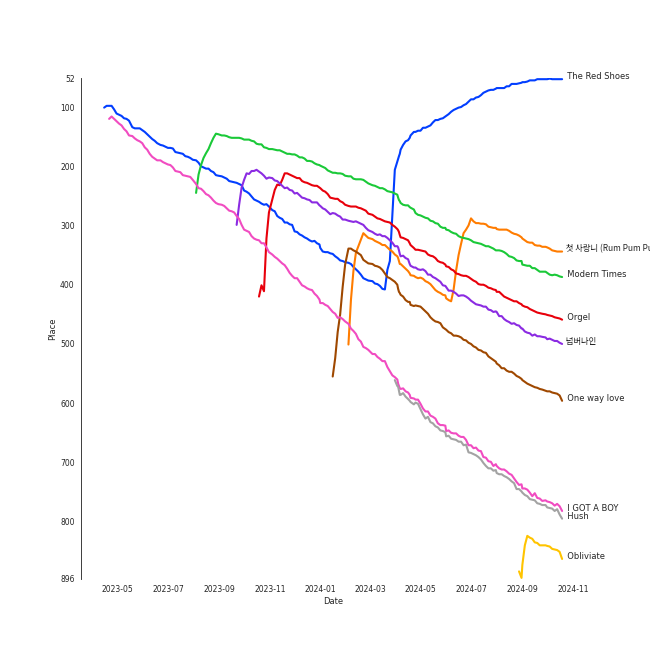 52
100
200
300
400
500
600
700
800
896
Place
2023-05
2023-07
2023-09
2023-11
2024-01
2024-03
2024-05
2024-07
2024-09
2024-11
Date
The Red Shoes
첫 사랑니 (Rum Pum Pu
Modern Times
Orgel
넘버나인
One way love
I GOT A BOY
Hush
Obliviate